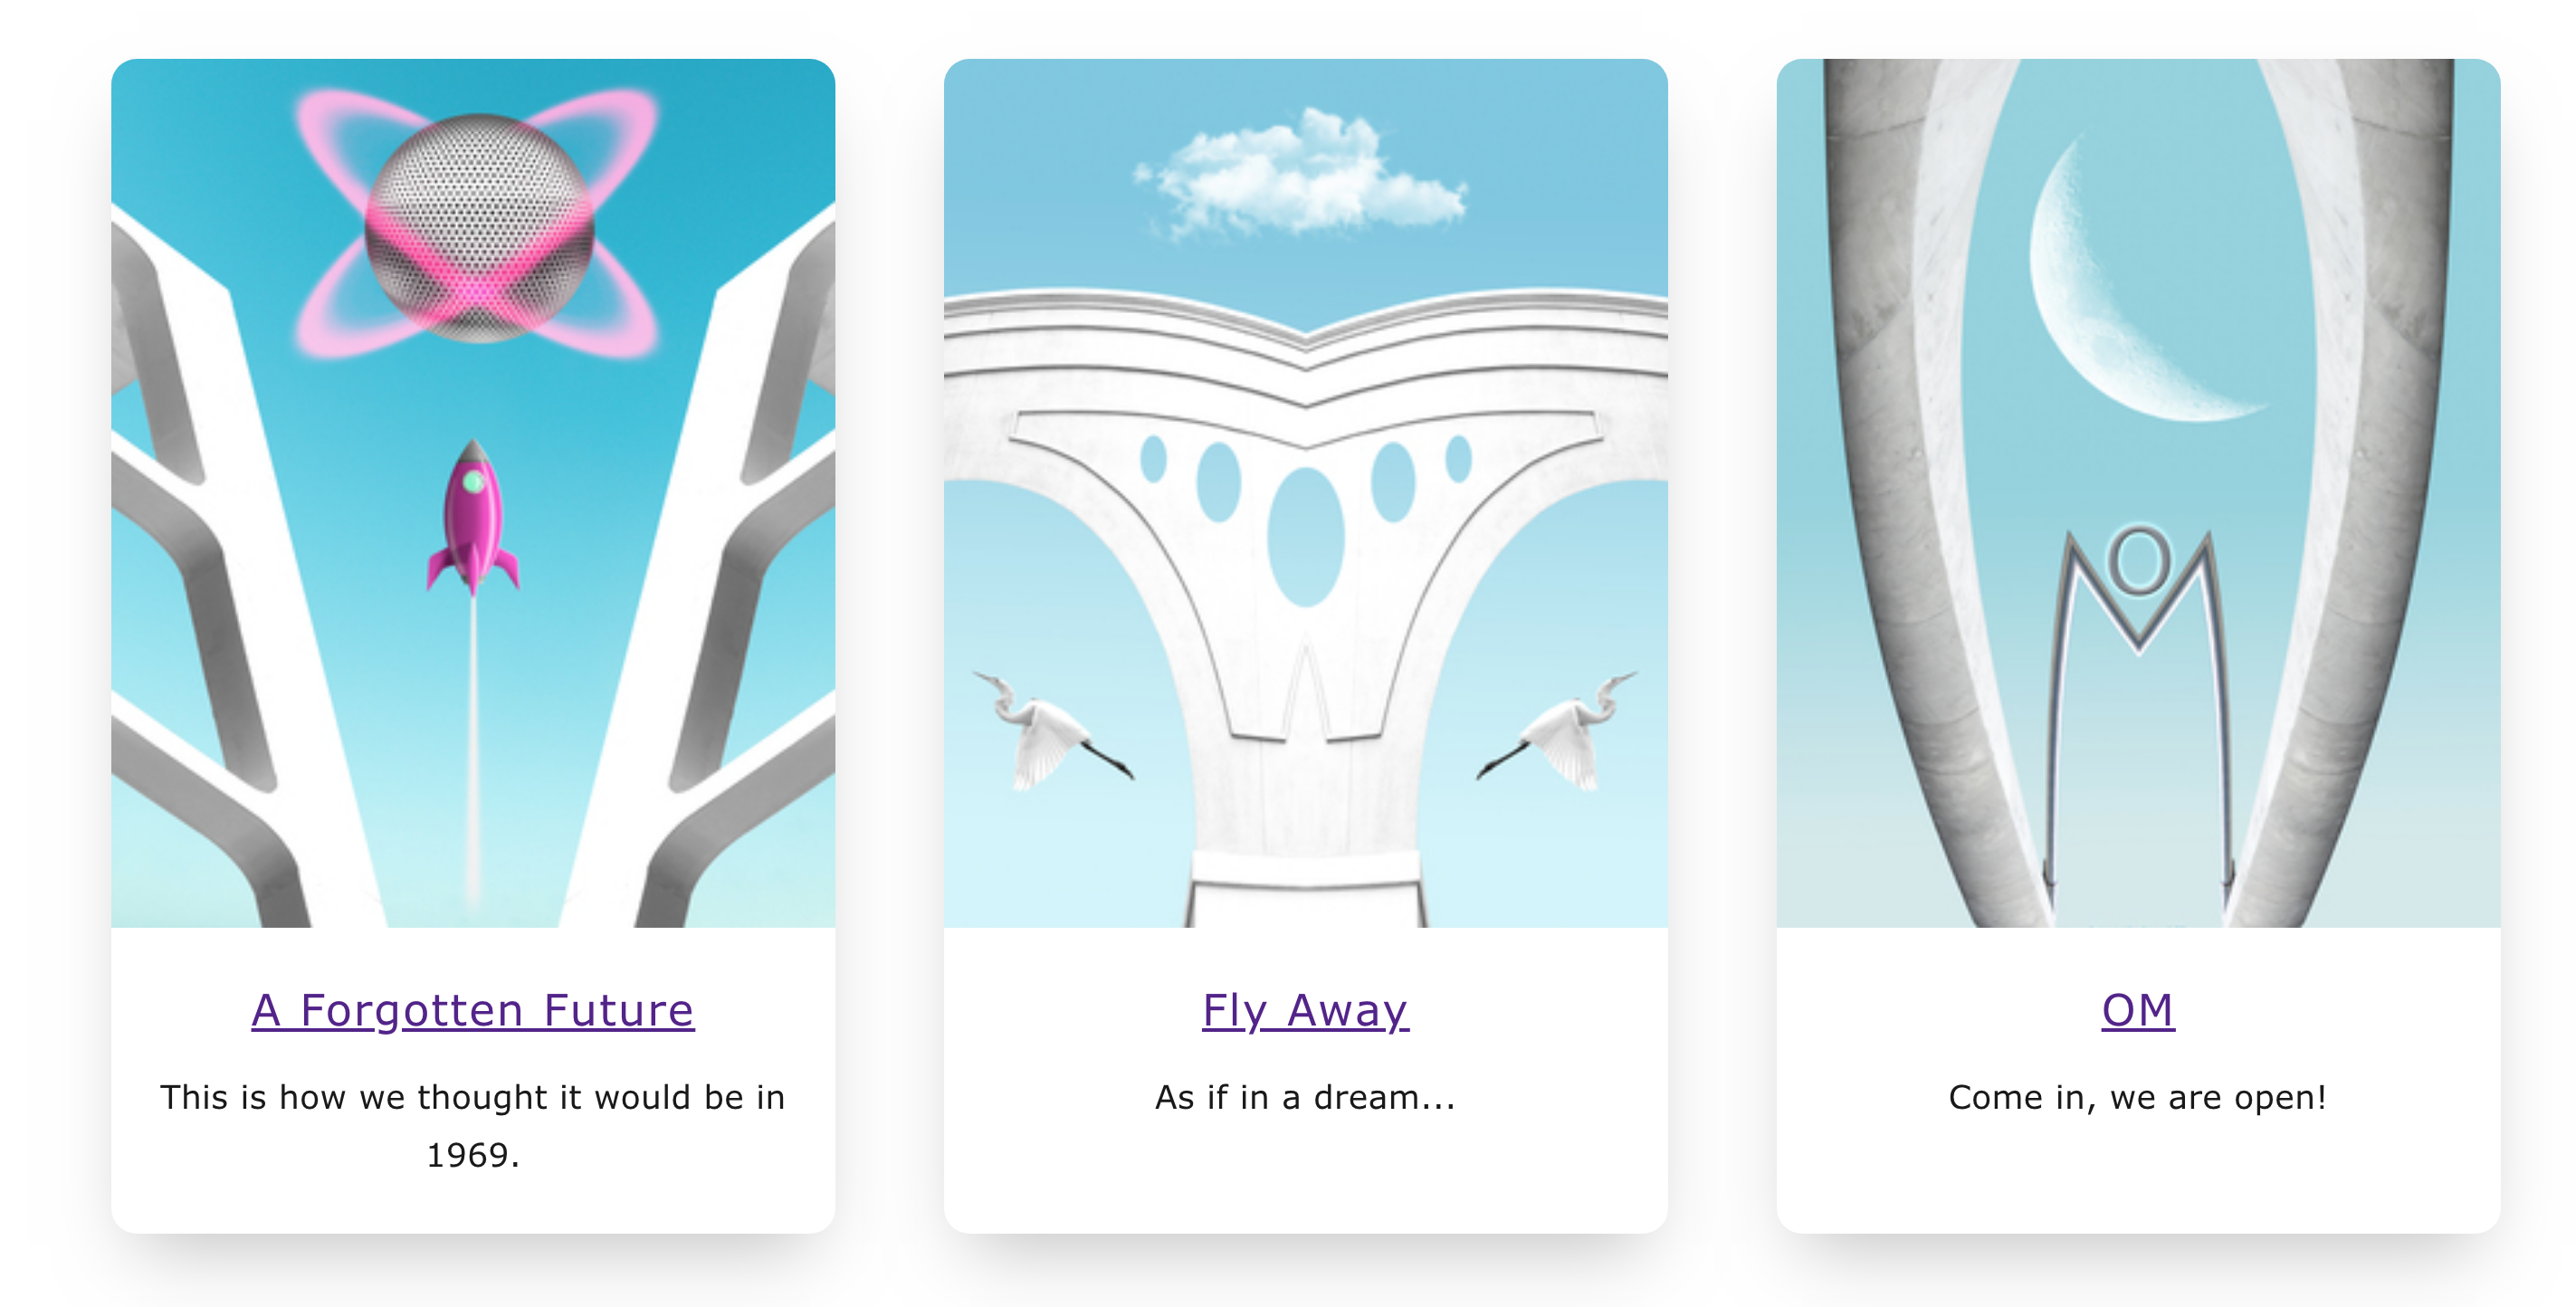 OM
A Forgotten Future
This is how we thought it would be in
1969.
Fly Away
As if in a dream...
OM
Come in, we are open!